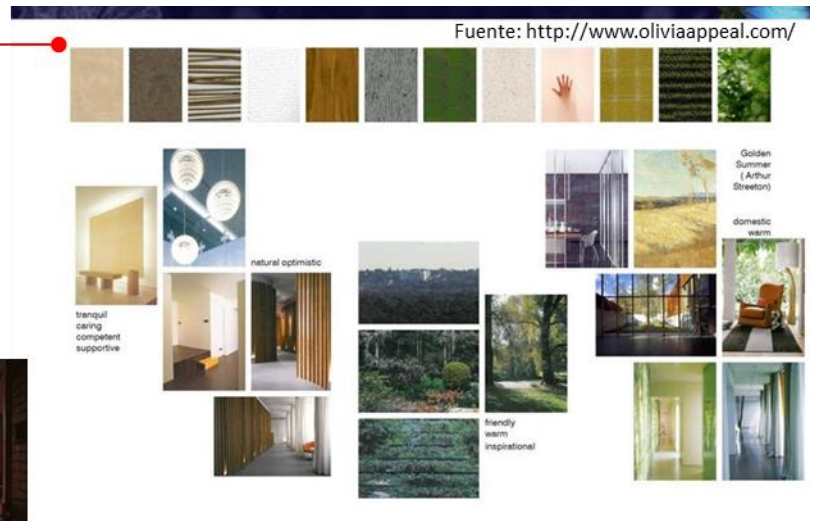 Fuente: http://www.oliviaappeal.com/
Golden
Summer
( Arthur
Streeton)
domestic
warm
natural optimistic
tranquil
caring
competent
supportive
friendly
warm
inspirational